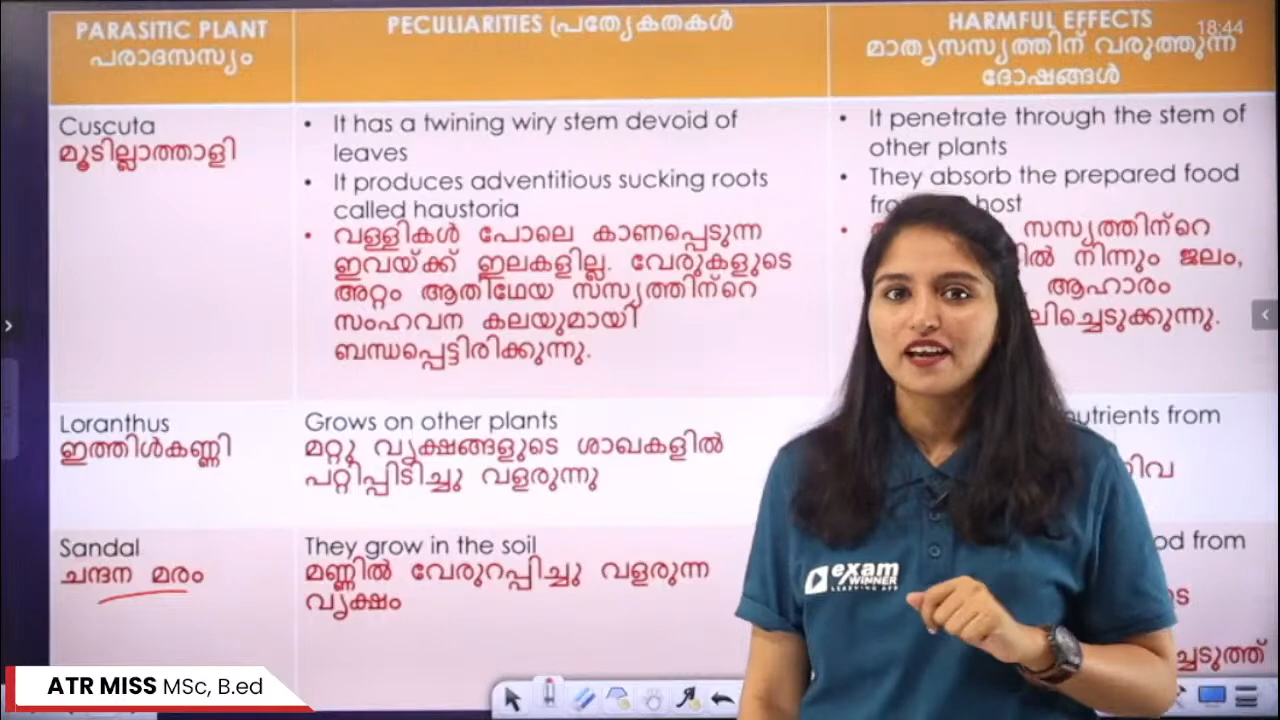 PARASITIC PLANT
പരാദസസ്യം
PECULIARITIES (പ്രത്യേകതകൾ
HARMFUL EFFECTS
മാതൃസസ്യത്തിന് വരുത്തുന്ന
ദോഷങ്ങൾ
18:44
Cuscuta
മൂടില്ലാത്താളി
• It has a twining wiry stem devoid of
leaves
• It produces adventitious sucking roots
called haustoria
• വള്ളികൾ പോലെ കാണപ്പെടുന്ന
ഇവയ്ക്ക് ഇലകളില്ല. വേരുകളുടെ
അറ്റം ആതിഥേയ സസ്യത്തിന്റെ
സംഹവന കലയുമായി
ബന്ധപ്പെട്ടിരിക്കുന്നു.
• It penetrate through the stem of
other plants
• They absorb the prepared food
host
• സസ്യത്തിന്റെ
നിന്നും ജലം,
ആഹാരം
Loranthus
ഇത്തിൾകണ്ണി
Grows on other plants
മറ്റു വൃക്ഷങ്ങളുടെ ശാഖകളിൽ
പറ്റിപ്പിടിച്ചു വളരുന്നു
nutrients from
Sandal
ചന്ദന മരം
They grow in the soil
മണ്ണിൽ വേരുറപ്പിച്ചു വളരുന്ന
വൃക്ഷം
from
exam
WINNER
LEARNING APP
ATR MISS MSc, B.ed